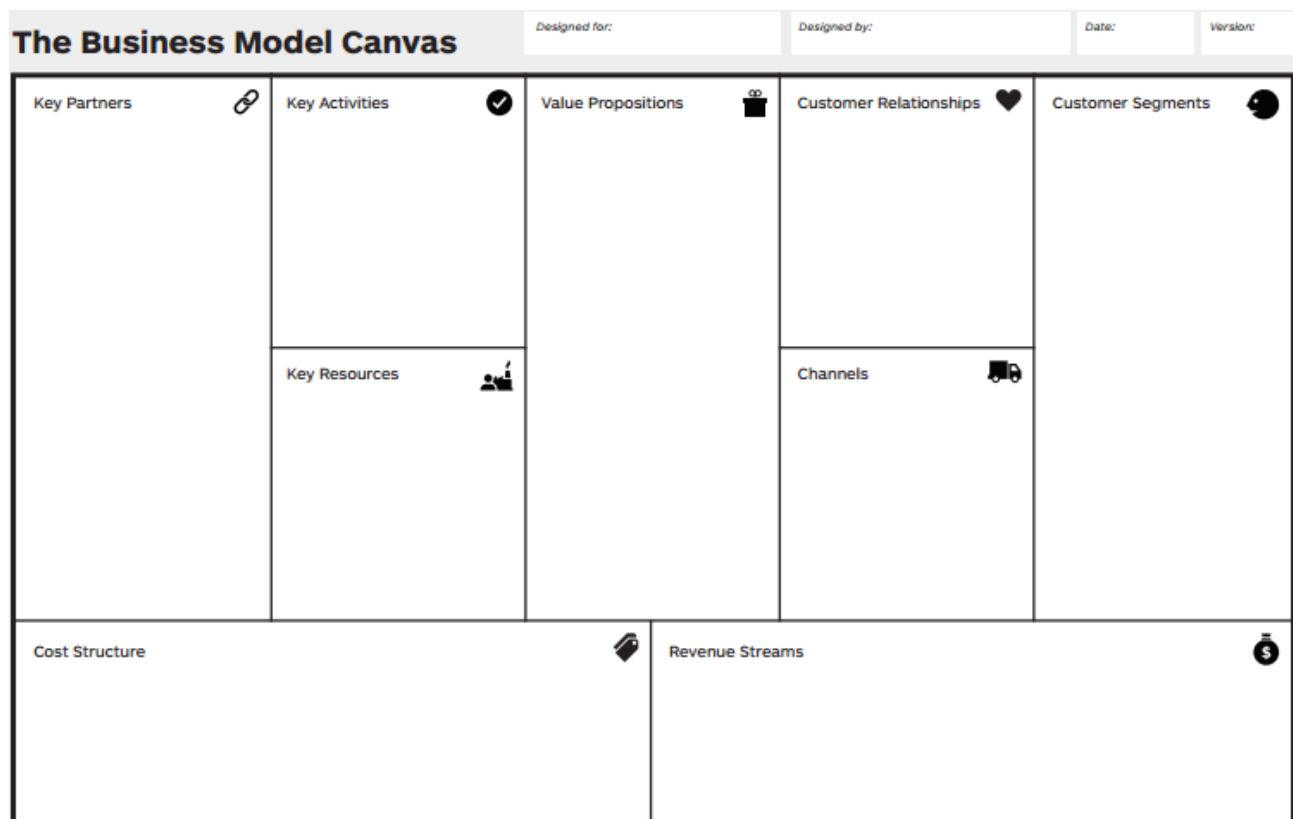 The Business Model Canvas
Designed for:
Designed by:
Date:
Version:
Key Partners
Key Activities
Value Propositions
Customer Relationships
Customer Segments
Key Resources
Channels
Cost Structure
Revenue Streams
$